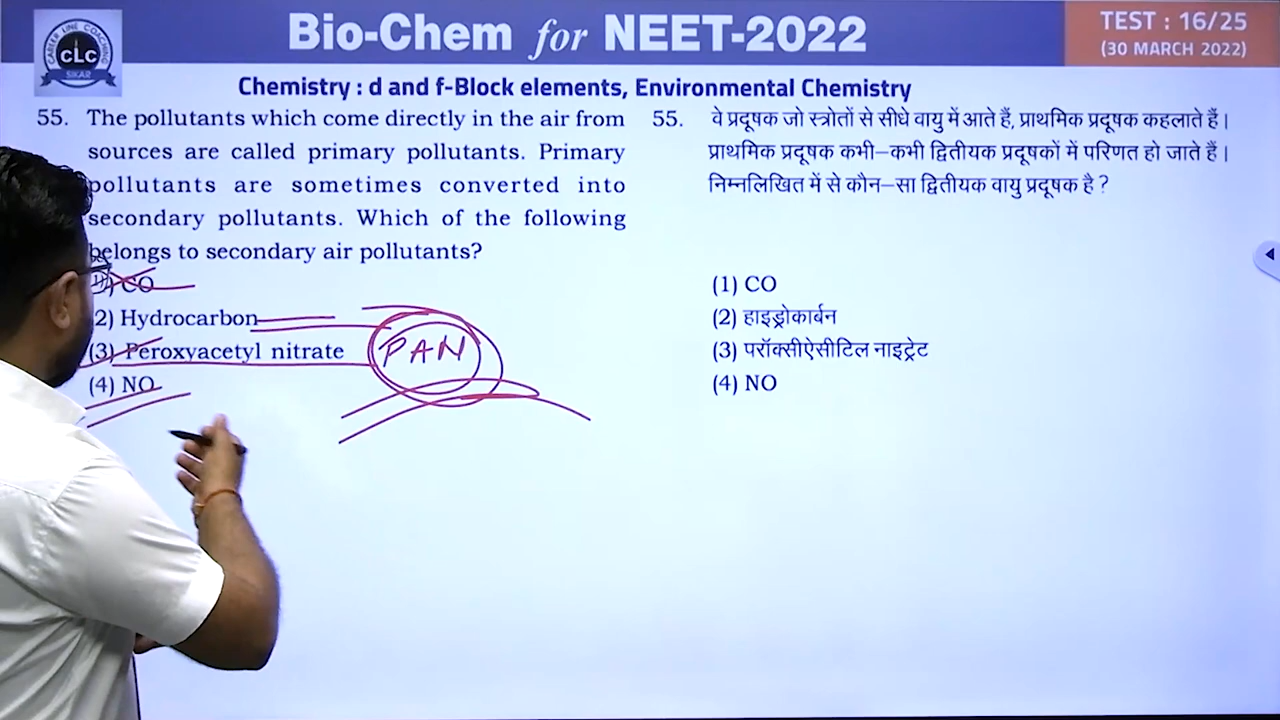 Bio-Chem for NEET-2022
TEST : 16/25
(30 MARCH 2022)
CAREER LINE COACHING
CLC
SIKAR
Chemistry : d and f-Block elements, Environmental Chemistry
55. The pollutants which come directly in the air from
sources are called primary pollutants. Primary
pollutants are sometimes converted into
secondary pollutants. Which of the following
belongs to secondary air pollutants?
(1) CO
2) Hydrocarbon
(3) Peroxyacetyl nitrate
PAN
(4) NO
55. वे प्रदूषक जो स्त्रोतों से सीधे वायु में आते हैं, प्राथमिक प्रदूषक कहलाते हैं।
प्राथमिक प्रदूषक कभी–कभी द्वितीयक प्रदूषकों में परिणत हो जाते हैं।
निम्नलिखित में से कौन–सा द्वितीयक वायु प्रदूषक है ?
(1) CO
(2) हाइड्रोकार्बन
(3) परॉक्सीऐसीटिल नाइट्रेट
(4) NO